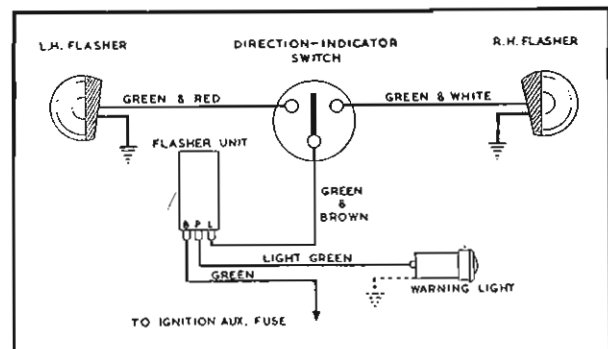 L.H. FLASHER
DIRECTION-INDICATOR
SWITCH
R.H. FLASHER
GREEN & RED
GREEN & WHITE
FLASHER UNIT
GREEN
&
BROWN
B P L
LIGHT GREEN
GREEN
WARNING LIGHT
TO IGNITION AUX. FUSE